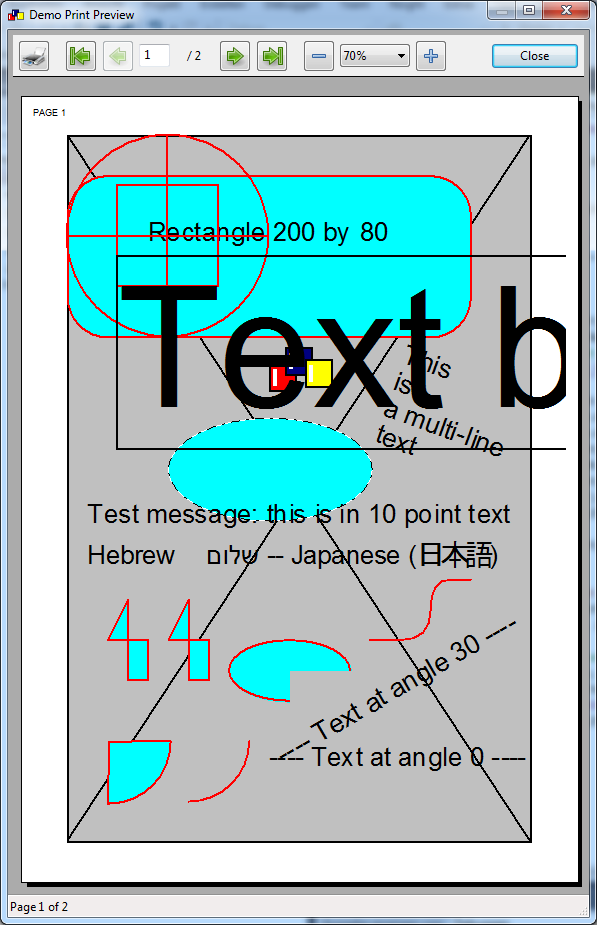 Demo Print Preview
1 / 2 70% Close
PAGE 1
Rectangle 200 by 80
Text b
This
is
a multi-line
text
Test message: this is in 10 point text
Hebrew שלום -- Japanese (日本語)
---- Text at angle 30 ----
---- Text at angle 0 ----
Page 1 of 2